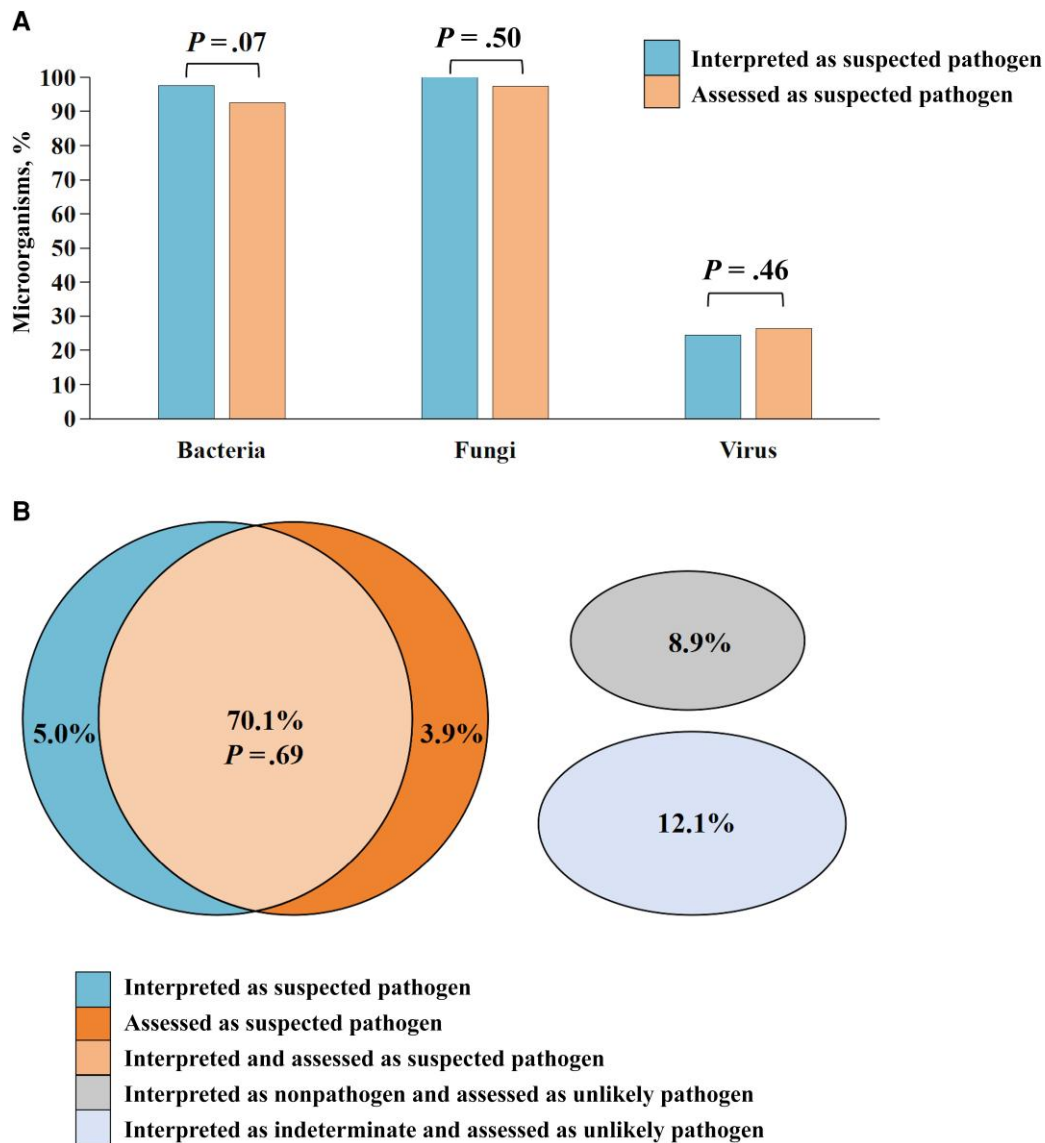 A
P = .07
P = .50
P = .46
Interpreted as suspected pathogen
Assessed as suspected pathogen
Microorganisms, %
100
90
80
70
60
50
40
30
20
10
0
Bacteria
Fungi
Virus
B
5.0%
70.1%
P = .69
3.9%
8.9%
12.1%
Interpreted as suspected pathogen
Assessed as suspected pathogen
Interpreted and assessed as suspected pathogen
Interpreted as nonpathogen and assessed as unlikely pathogen
Interpreted as indeterminate and assessed as unlikely pathogen